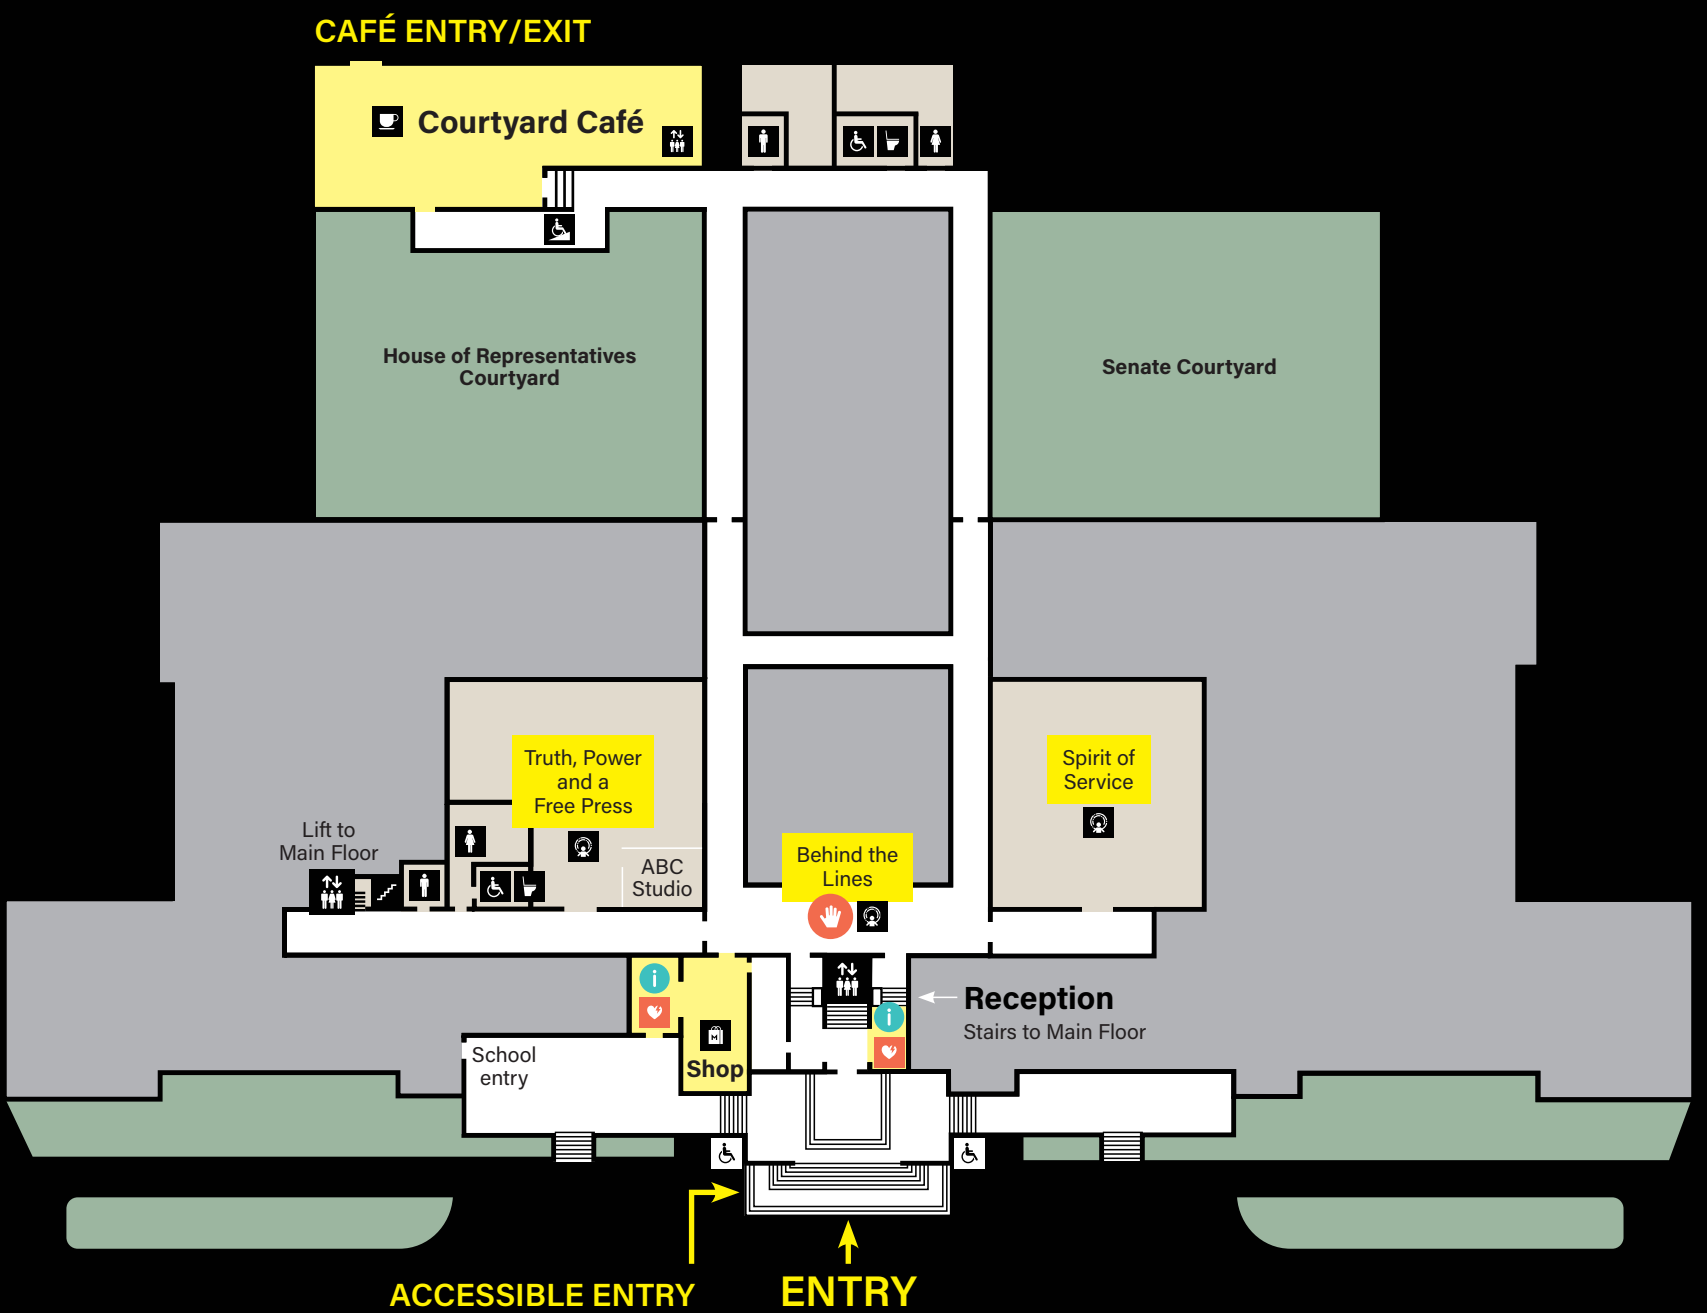 CAFÉ ENTRY/EXIT
Courtyard Café
House of Representatives
Courtyard
Senate Courtyard
Truth, Power
and a
Free Press
Spirit of
Service
Lift to
Main Floor
ABC
Studio
Behind the
Lines
i
Reception
Stairs to Main Floor
i
M
Shop
School
entry
ACCESSIBLE ENTRY
ENTRY